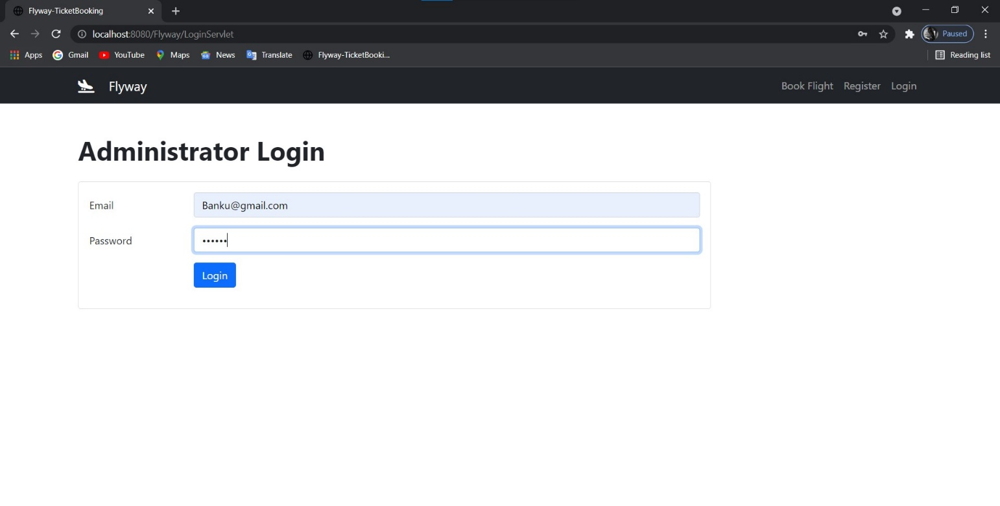 Flyway-TicketBooking
localhost:8080/Flyway/LoginServlet
Paused
Apps Gmail YouTube Maps News Translate Flyway-TicketBooki... Reading list
Flyway Book Flight Register Login
Administrator Login
Email Banku@gmail.com
Password ••••••
Login